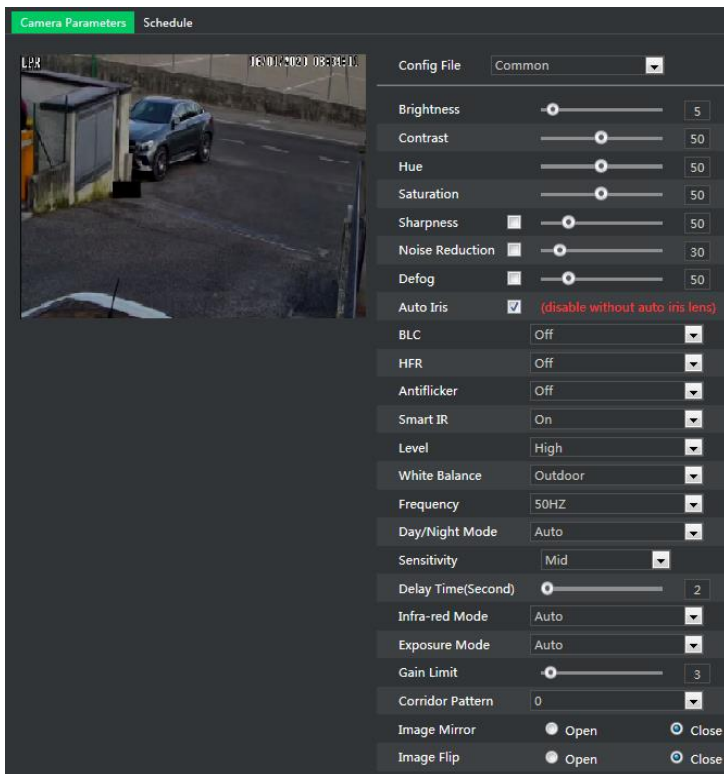 Camera Parameters Schedule
LPR
Config File Common
Brightness 5
Contrast 50
Hue 50
Saturation 50
Sharpness 50
Noise Reduction 30
Defog 50
Auto Iris (disable without auto iris lens)
BLC Off
HFR Off
Antiflicker Off
Smart IR On
Level High
White Balance Outdoor
Frequency 50HZ
Day/Night Mode Auto
Sensitivity Mid
Delay Time(Second) 2
Infra-red Mode Auto
Exposure Mode Auto
Gain Limit 3
Corridor Pattern 0
Image Mirror Open Close
Image Flip Open Close